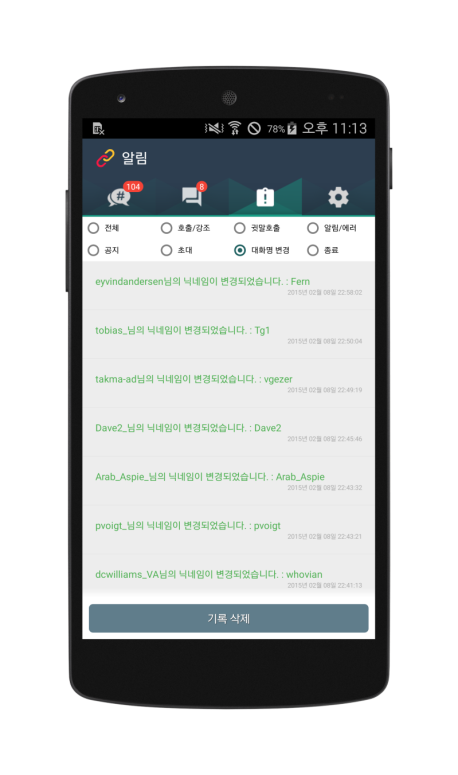 78% 오후 11:13
알림
# 104 8
전체 호출/강조 귓말호출 알림/에러
공지 초대 대화명 변경 종료
eyvindandersen님의 닉네임이 변경되었습니다. : Fern
2015년 02월 08일 22:58:02
tobias_님의 닉네임이 변경되었습니다. : Tg1
2015년 02월 08일 22:50:04
takma-ad님의 닉네임이 변경되었습니다. : vgezer
2015년 02월 08일 22:49:19
Dave2_님의 닉네임이 변경되었습니다. : Dave2
2015년 02월 08일 22:45:46
Arab_Aspie_님의 닉네임이 변경되었습니다. : Arab_Aspie
2015년 02월 08일 22:43:32
pvoigt_님의 닉네임이 변경되었습니다. : pvoigt
2015년 02월 08일 22:43:21
dcwilliams_VA님의 닉네임이 변경되었습니다. : whovian
2015년 02월 08일 22:41:13
기록 삭제